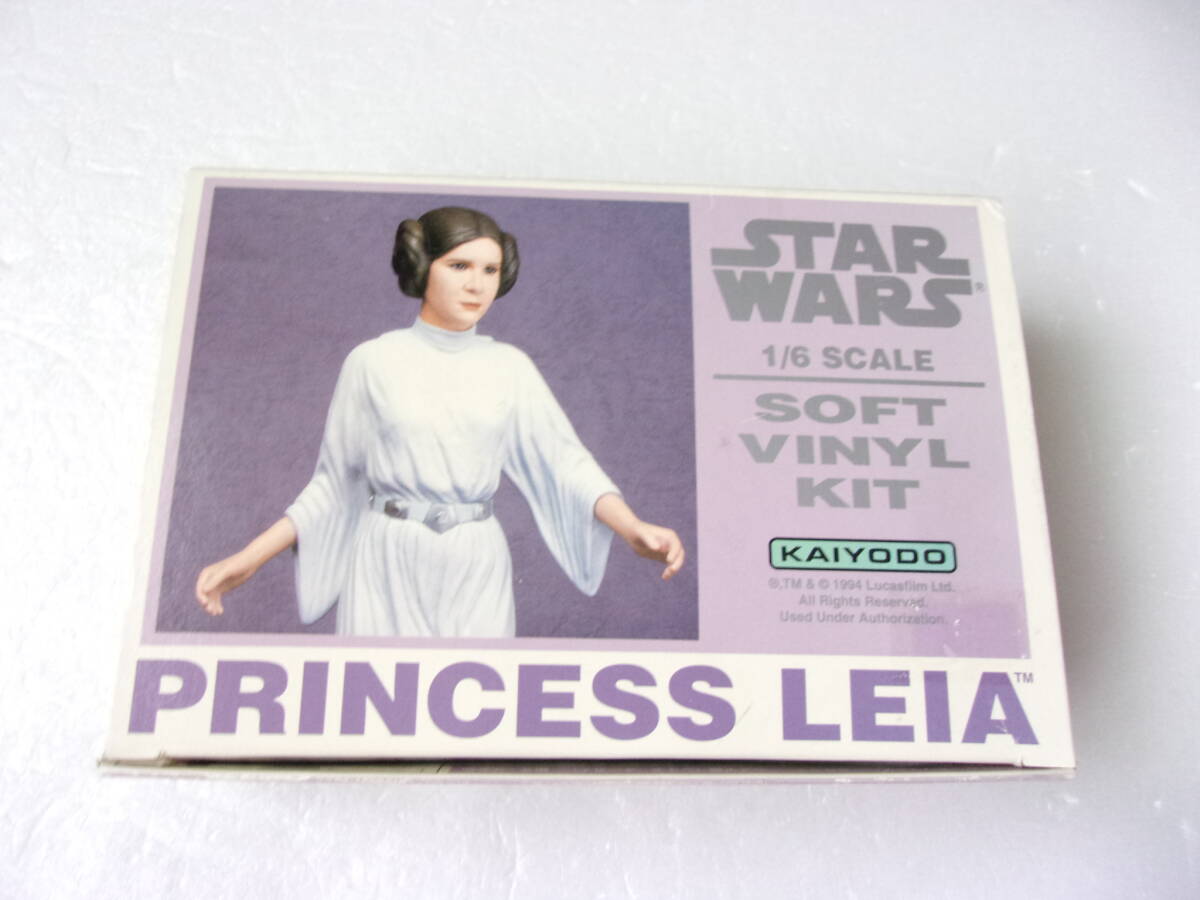 STAR
WARS®
1/6 SCALE
SOFT
VINYL
KIT
KAIYODO
®,TM & © 1994 Lucasfilm Ltd.
All Rights Reserved.
Used Under Authorization.
PRINCESS LEIA™